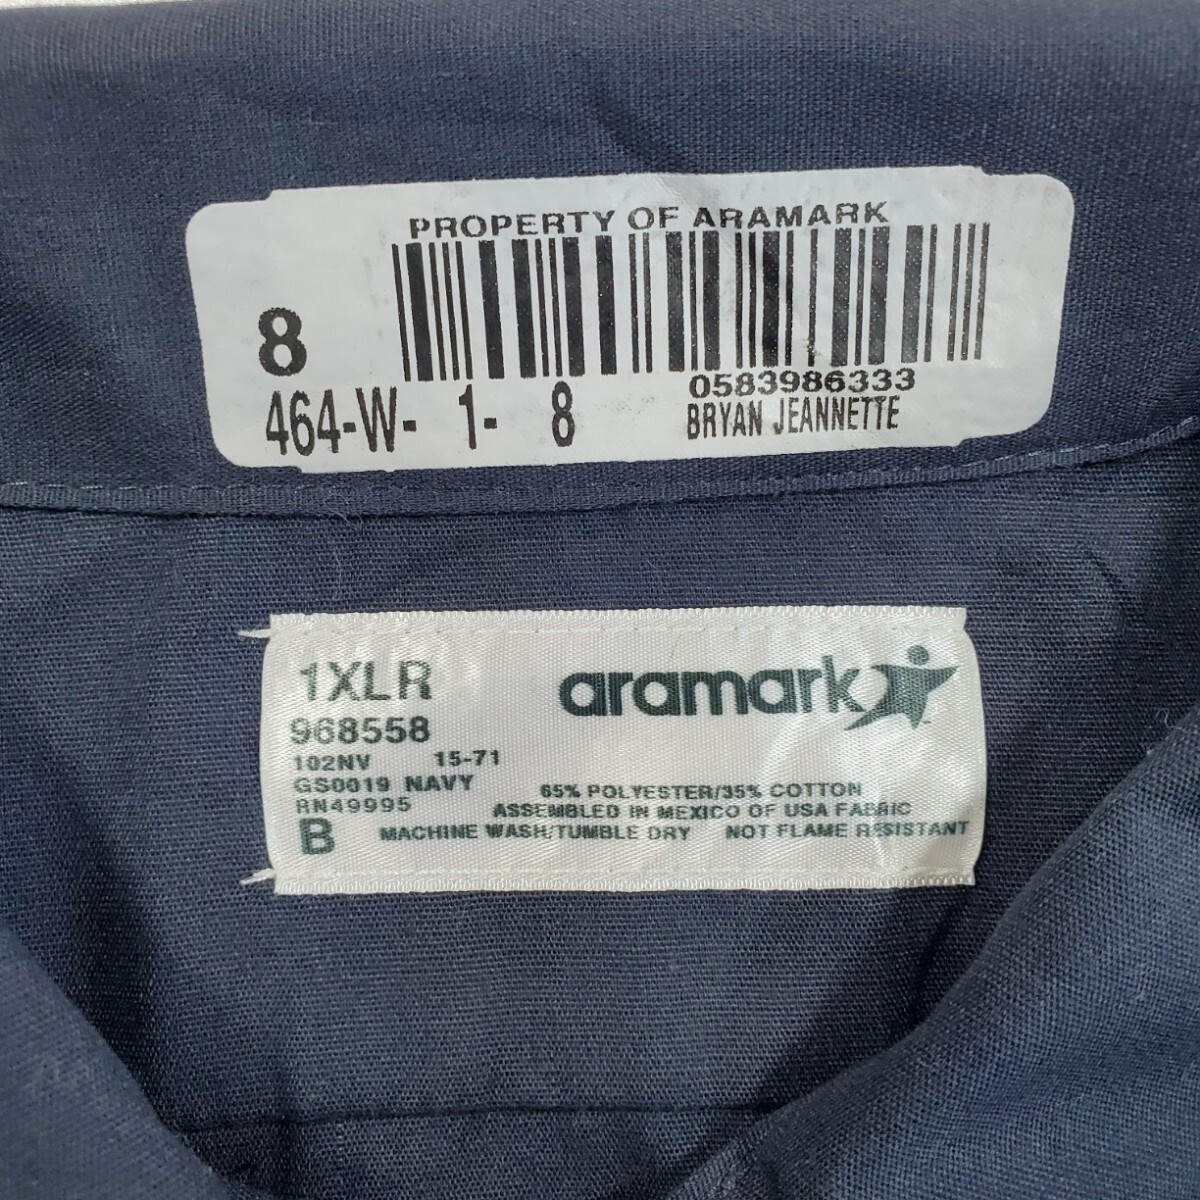 PROPERTY OF ARAMARK
8
0583986333
464-W- 1- 8 BRYAN JEANNETTE
1XLR
aramark
968558
102NV 15-71
GS0019 NAVY
65% POLYESTER/35% COTTON
RN49995
ASSEMBLED IN MEXICO OF USA FABRIC
B
MACHINE WASH/TUMBLE DRY NOT FLAME RESISTANT